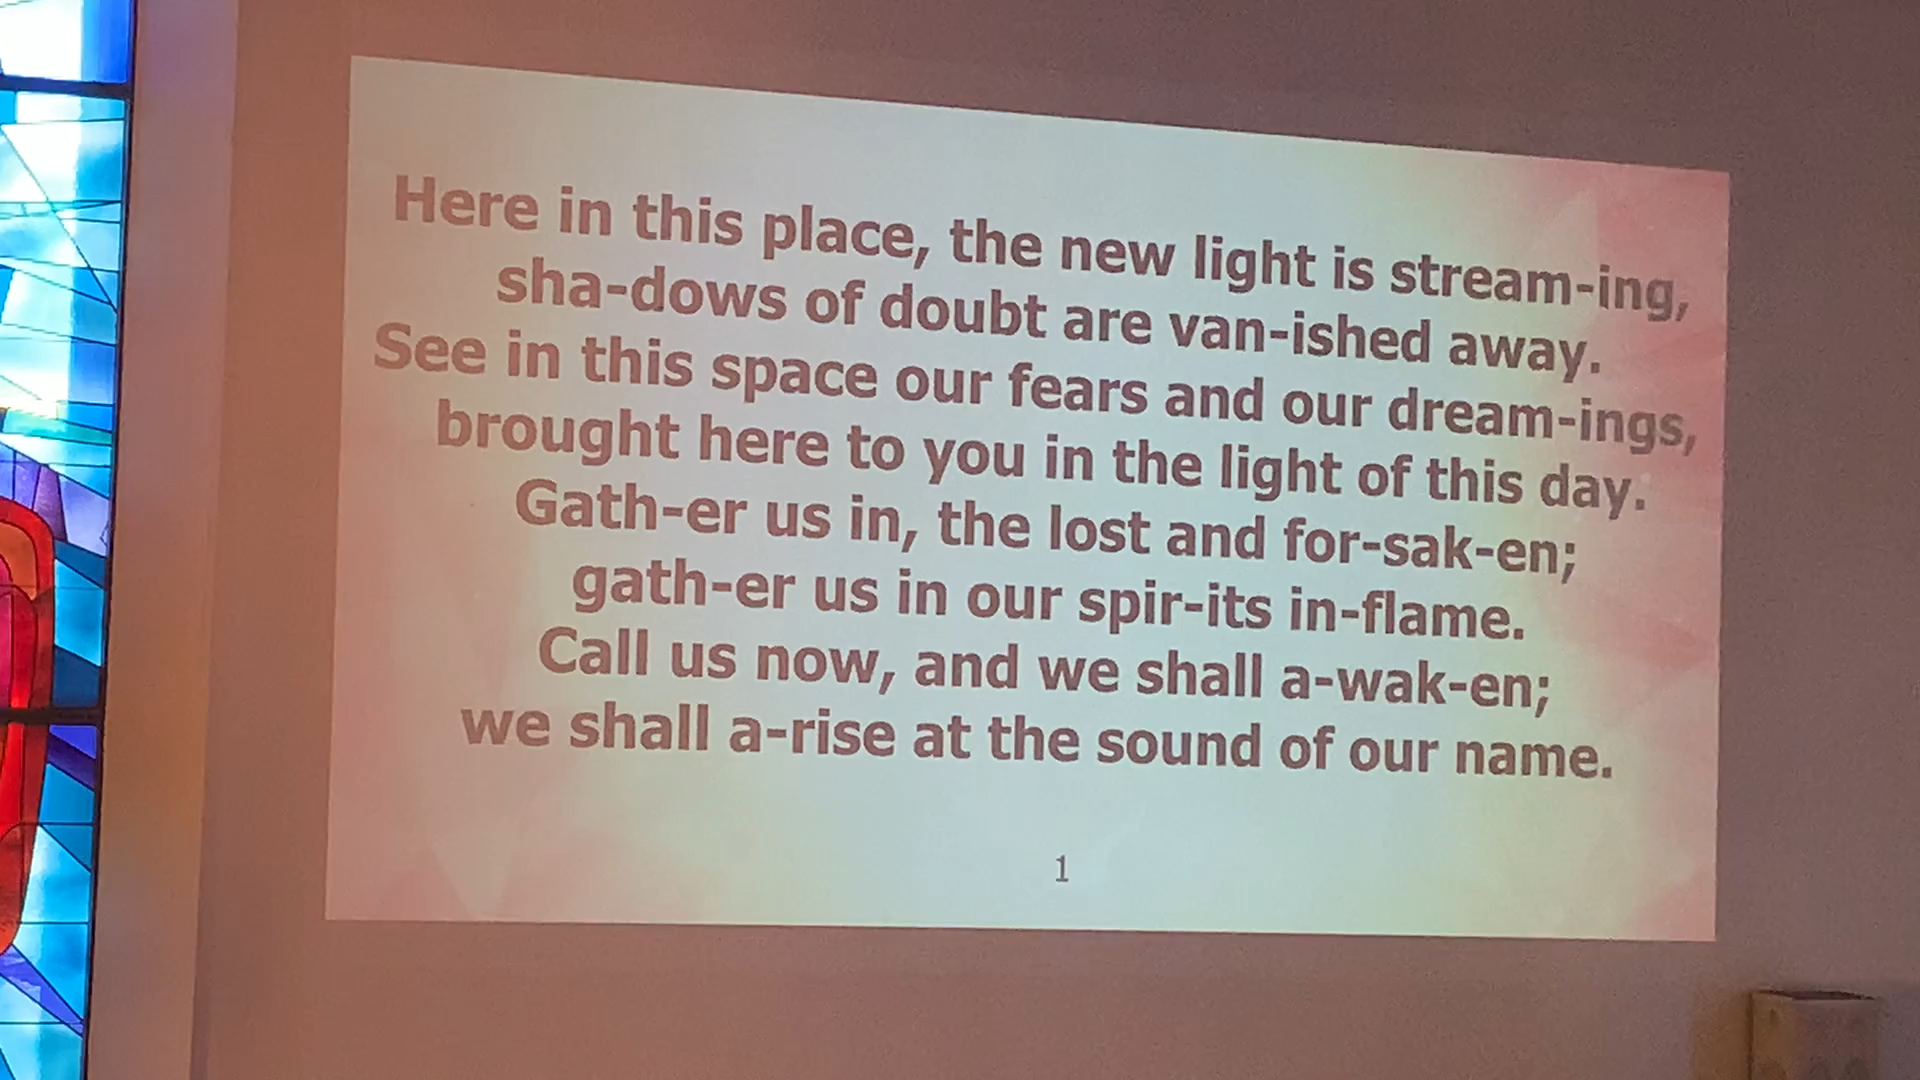 Here in this place, the new light is stream-ing,
sha-dows of doubt are van-ished away.
See in this space our fears and our dream-ings,
brought here to you in the light of this day.
Gath-er us in, the lost and for-sak-en;
gath-er us in our spir-its in-flame.
Call us now, and we shall a-wak-en;
we shall a-rise at the sound of our name.
1